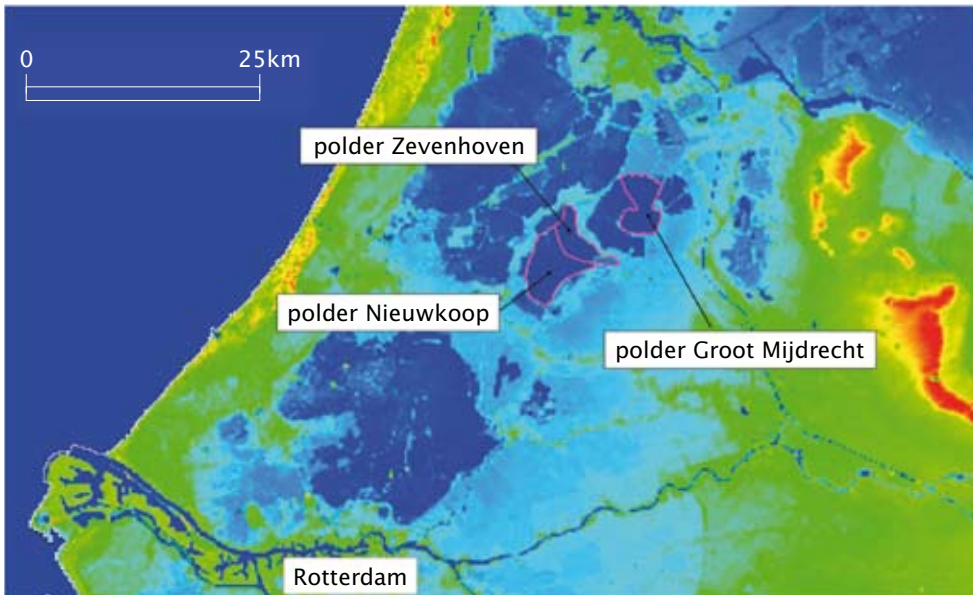 0 25km
polder Zevenhoven
polder Nieuwkoop
polder Groot Mijdrecht
Rotterdam